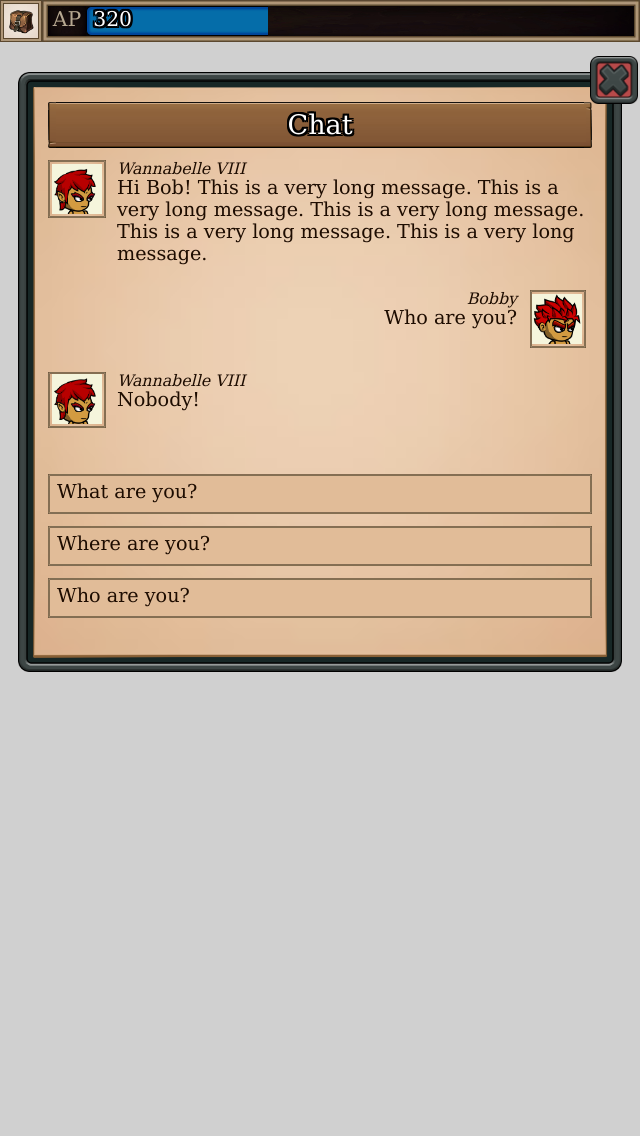 AP 320
Chat
Wannabelle VIII
Hi Bob! This is a very long message. This is a
very long message. This is a very long message.
This is a very long message. This is a very long
message.
Bobby
Who are you?
Wannabelle VIII
Nobody!
What are you?
Where are you?
Who are you?